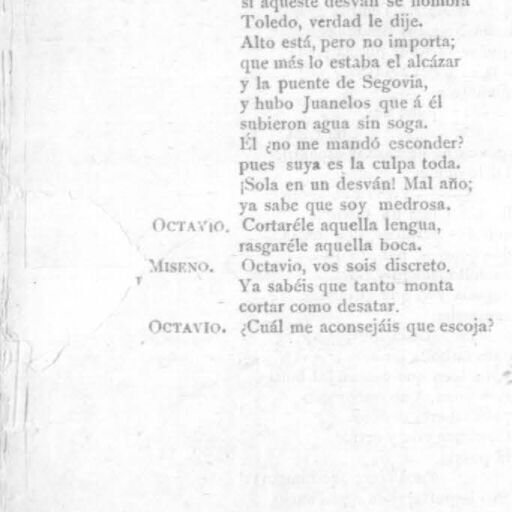 si aqueste desván se nombra
Toledo, verdad le dije.
Alto está, pero no importa;
que más lo estaba el alcázar
y la puente de Segovia,
y hubo Juanelos que á él
subieron agua sin soga.
Él ¿no me mandó esconder?
pues suya es la culpa toda.
¡Sola en un desván! Mal año;
ya sabe que soy medrosa.
OCTAVIO. Cortaréle aquella lengua,
rasgaréle aquella boca.
MISENO. Octavio, vos sois discreto.
Ya sabéis que tanto monta
cortar como desatar.
OCTAVIO. ¿Cuál me aconsejáis que escoja?